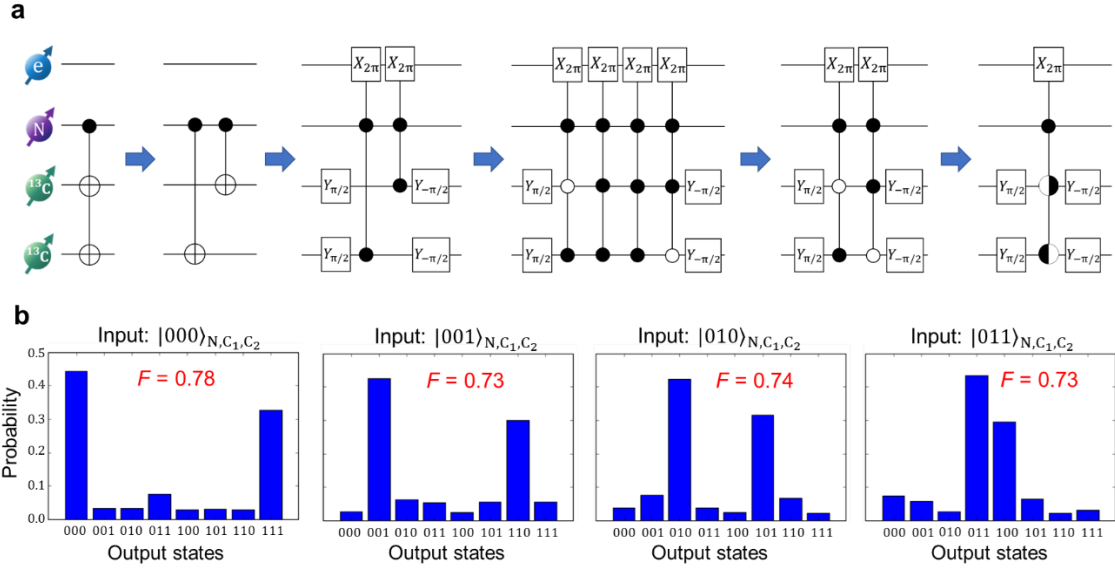 a
e
X2π X2π X2π X2π X2π X2π X2π X2π X2π
N
13C Yπ/2 Y−π/2 Yπ/2 Y−π/2 Yπ/2 Y−π/2 Yπ/2 Y−π/2
13C Yπ/2 Y−π/2 Yπ/2 Y−π/2 Yπ/2 Y−π/2 Yπ/2 Y−π/2
b
Input: |000⟩N,C1,C2 Input: |001⟩N,C1,C2 Input: |010⟩N,C1,C2 Input: |011⟩N,C1,C2
0.5
F = 0.78 F = 0.73 F = 0.74 F = 0.73
0.4
0.3
Probability
0.2
0.1
0.0
000 001 010 011 100 101 110 111 000 001 010 011 100 101 110 111 000 001 010 011 100 101 110 111 000 001 010 011 100 101 110 111
Output states Output states Output states Output states